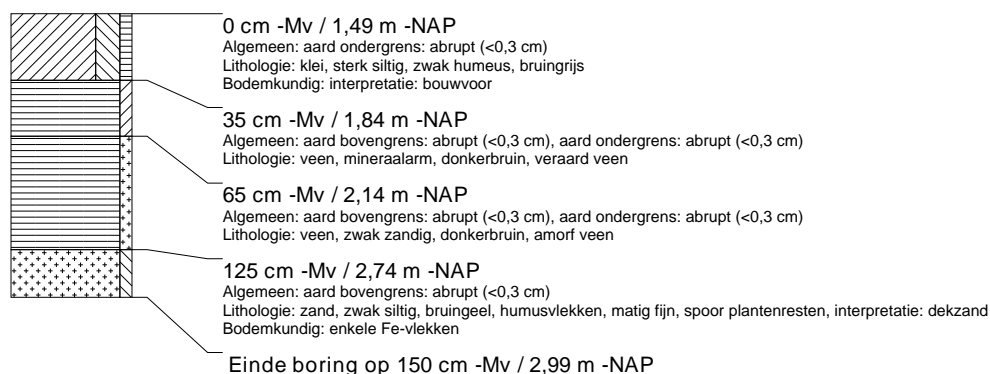 0 cm -Mv / 1,49 m -NAP
Algemeen: aard ondergrens: abrupt (<0,3 cm)
Lithologie: klei, sterk siltig, zwak humeus, bruingrijs
Bodemkundig: interpretatie: bouwvoor
35 cm -Mv / 1,84 m -NAP
Algemeen: aard bovengrens: abrupt (<0,3 cm), aard ondergrens: abrupt (<0,3 cm)
Lithologie: veen, mineraalarm, donkerbruin, veraard veen
65 cm -Mv / 2,14 m -NAP
Algemeen: aard bovengrens: abrupt (<0,3 cm), aard ondergrens: abrupt (<0,3 cm)
Lithologie: veen, zwak zandig, donkerbruin, amorf veen
125 cm -Mv / 2,74 m -NAP
Algemeen: aard bovengrens: abrupt (<0,3 cm)
Lithologie: zand, zwak siltig, bruingeel, humusvlekken, matig fijn, spoor plantenresten, interpretatie: dekzand
Bodemkundig: enkele Fe-vlekken
Einde boring op 150 cm -Mv / 2,99 m -NAP